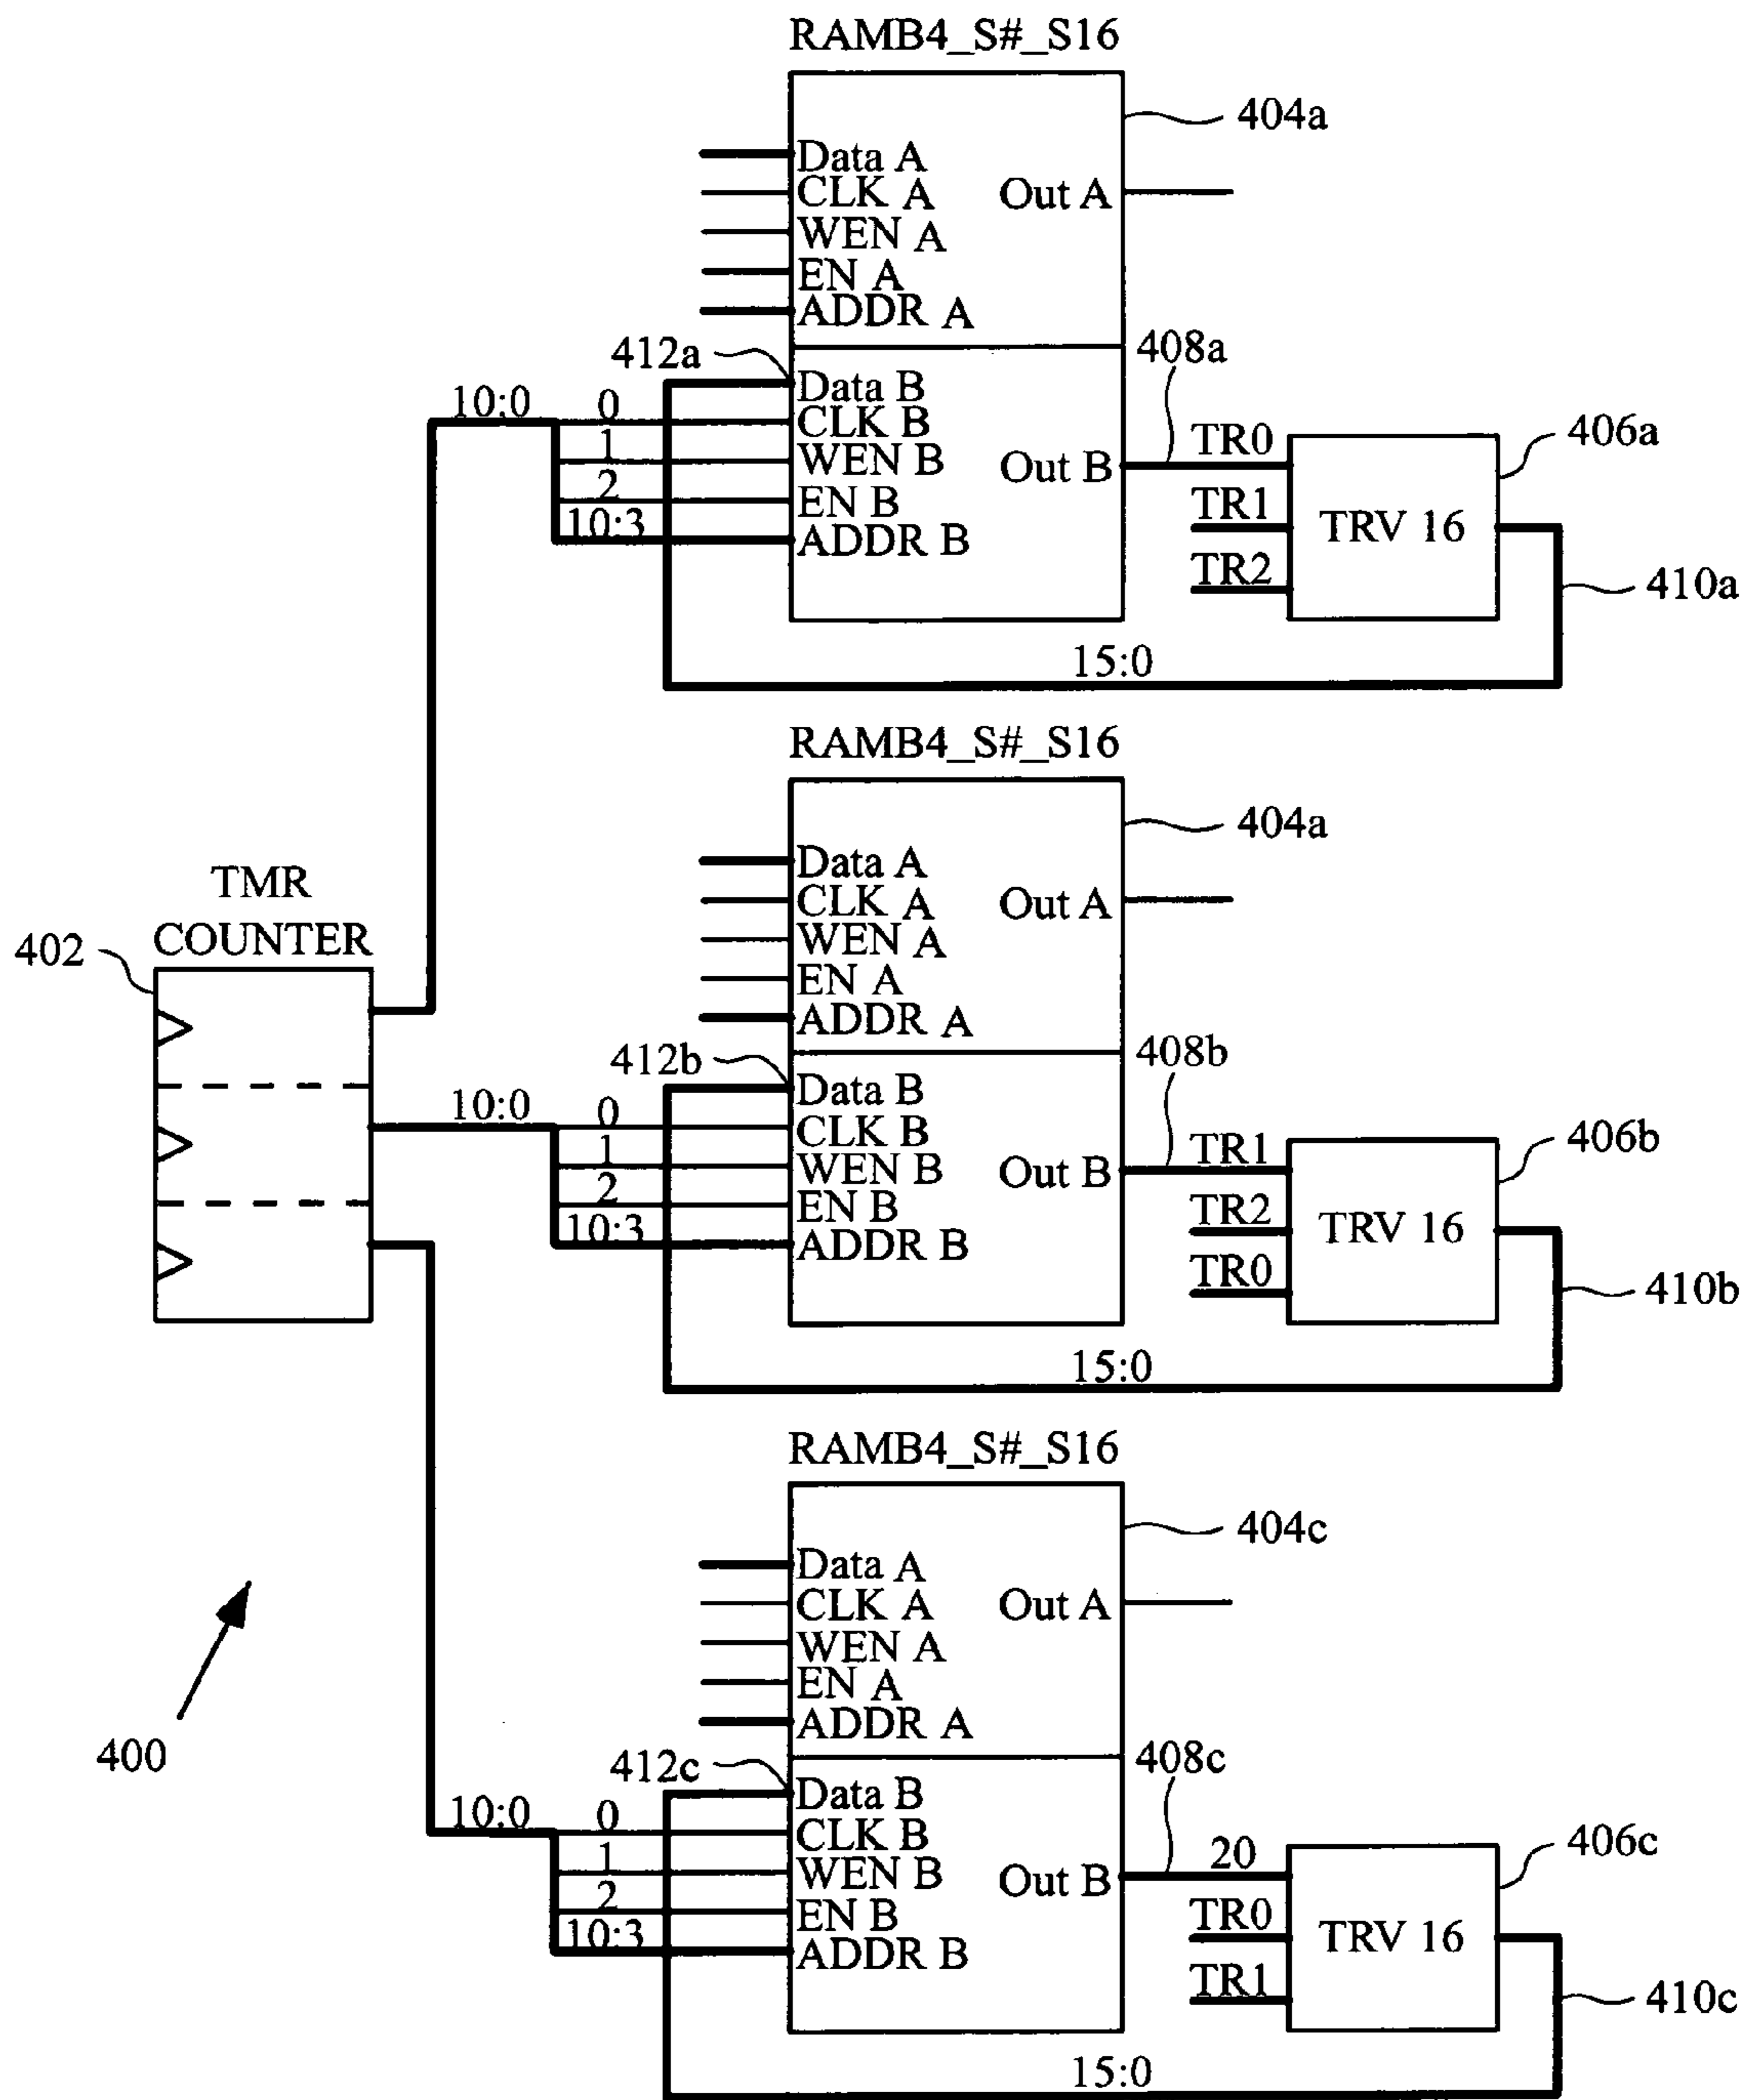 RAMB4_S#_S16
404a
Data A
CLK A
Out A
WEN A
EN A
ADDR A
412a
408a
Data B
10:0
0
CLK B
TR0
406a
1
WEN B
Out B
2
EN B
TR1
TRV 16
10:3
ADDR B
TR2
410a
15:0
RAMB4_S#_S16
404a
Data A
CLK A
Out A
WEN A
EN A
ADDR A
TMR
COUNTER
402
412b
408b
Data B
10:0
0
CLK B
TR1
406b
1
WEN B
Out B
2
EN B
TR2
TRV 16
10:3
ADDR B
TR0
410b
15:0
RAMB4_S#_S16
404c
Data A
CLK A
Out A
WEN A
EN A
ADDR A
400
412c
408c
Data B
10:0
0
CLK B
20
406c
1
WEN B
Out B
2
EN B
TR0
TRV 16
10:3
ADDR B
TR1
410c
15:0